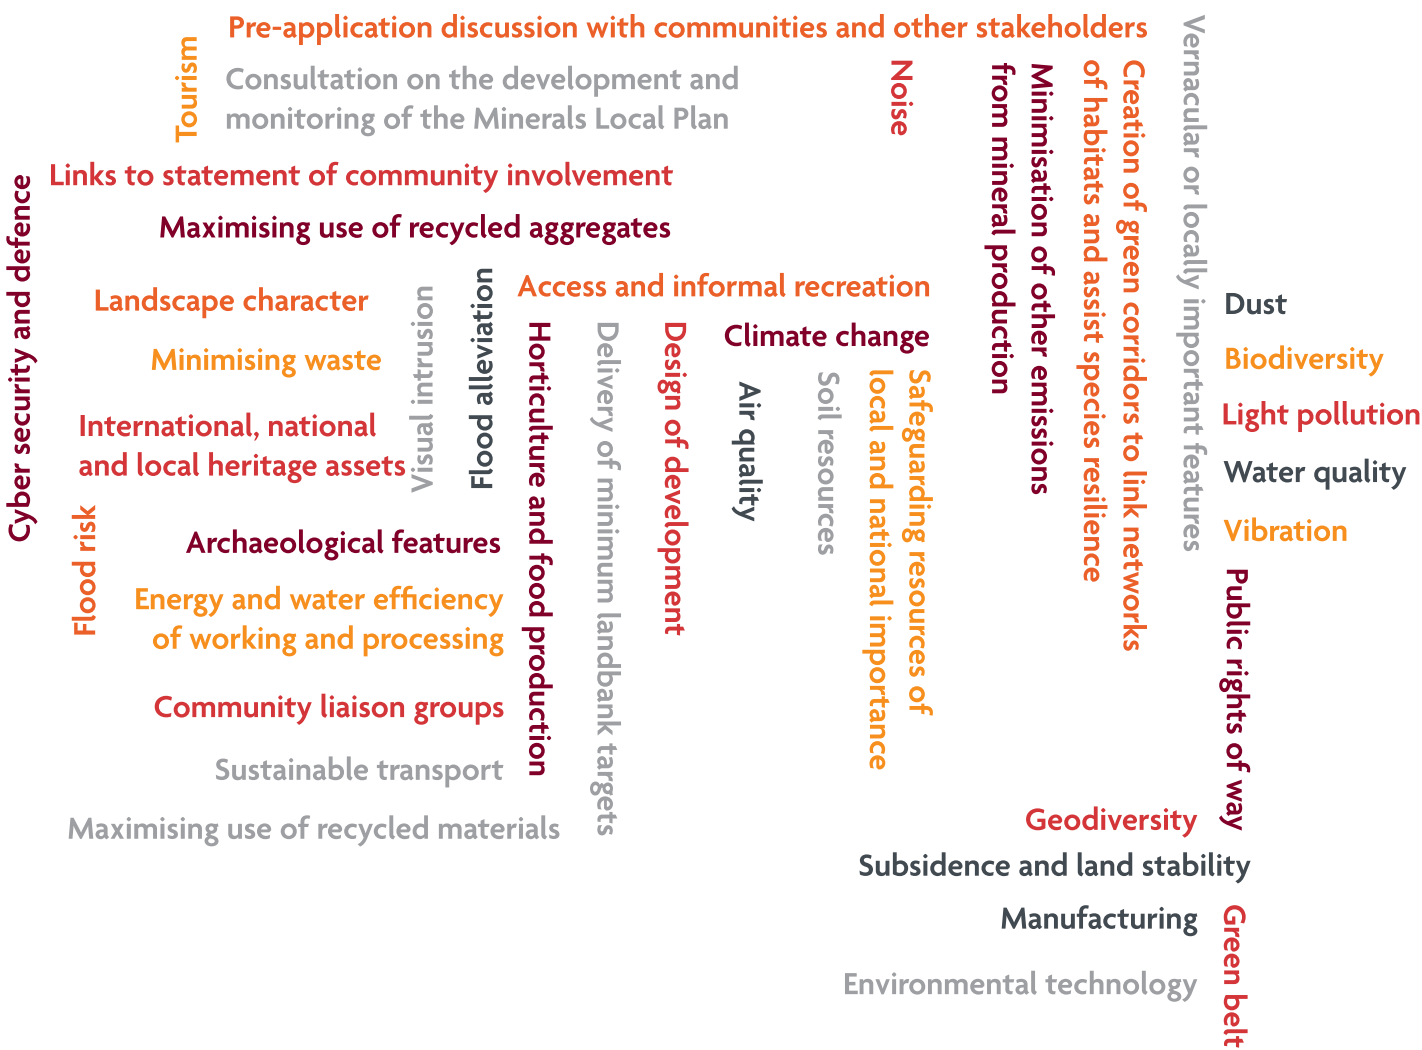 Pre-application discussion with communities and other stakeholders
Tourism
Consultation on the development and
monitoring of the Minerals Local Plan
Noise
Minimisation of other emissions
from mineral production
Creation of green corridors to link networks
of habitats and assist species resilience
Vernacular or locally important features
Links to statement of community involvement
Cyber security and defence
Maximising use of recycled aggregates
Landscape character
Visual intrusion
Flood alleviation
Access and informal recreation
Minimising waste
Horticulture and food production
Delivery of minimum landbank targets
Design of development
Climate change
Air quality
Soil resources
Safeguarding resources of
local and national importance
Dust
Biodiversity
Light pollution
Water quality
Vibration
International, national
and local heritage assets
Flood risk
Archaeological features
Energy and water efficiency
of working and processing
Community liaison groups
Sustainable transport
Maximising use of recycled materials
Public rights of way
Geodiversity
Subsidence and land stability
Manufacturing
Green belt
Environmental technology